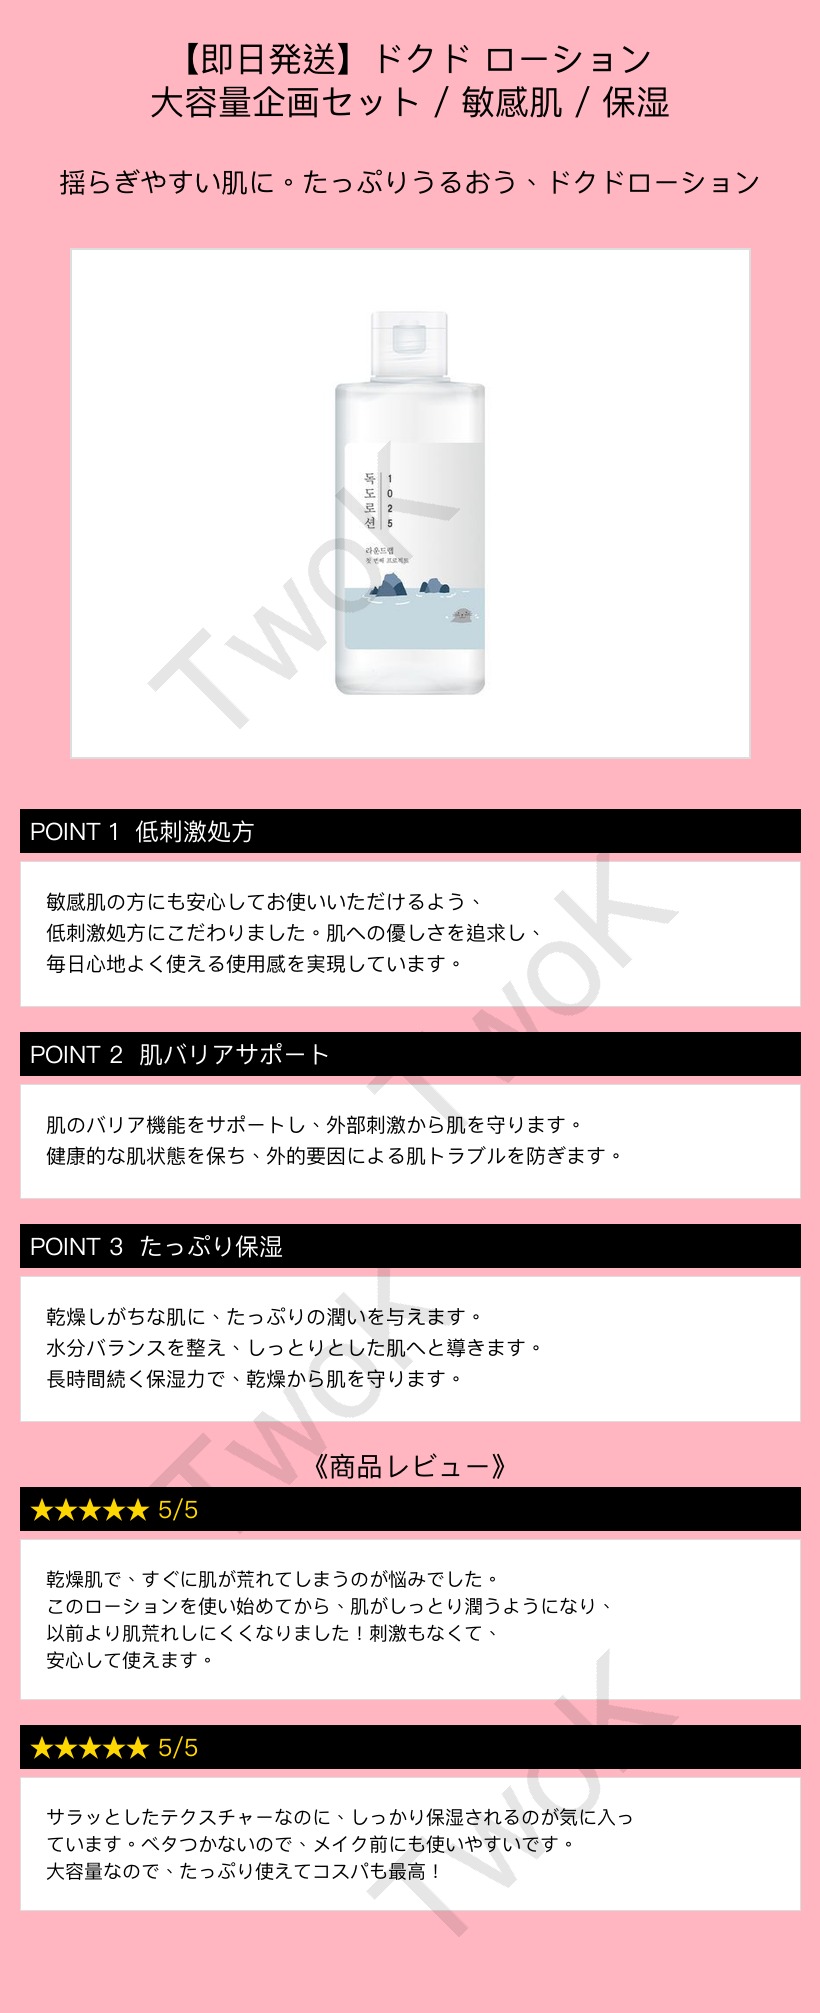 【即日発送】ドクド ローション
大容量企画セット / 敏感肌 / 保湿
揺らぎやすい肌に。たっぷりうるおう、ドクドローション
독도로션
1025
라운드랩
첫 번째 프로젝트
TwoK
POINT 1 低刺激処方
敏感肌の方にも安心してお使いいただけるよう、
低刺激処方にこだわりました。肌への優しさを追求し、
毎日心地よく使える使用感を実現しています。
TwoK
POINT 2 肌バリアサポート
肌のバリア機能をサポートし、外部刺激から肌を守ります。
健康的な肌状態を保ち、外的要因による肌トラブルを防ぎます。
POINT 3 たっぷり保湿
乾燥しがちな肌に、たっぷりの潤いを与えます。
水分バランスを整え、しっとりとした肌へと導きます。
長時間続く保湿力で、乾燥から肌を守ります。
TwoK
《商品レビュー》
★★★★★ 5/5
乾燥肌で、すぐに肌が荒れてしまうのが悩みでした。
このローションを使い始めてから、肌がしっとり潤うようになり、
以前より肌荒れしにくくなりました！刺激もなくて、
安心して使えます。
★★★★★ 5/5
サラッとしたテクスチャーなのに、しっかり保湿されるのが気に入っ
ています。ベタつかないので、メイク前にも使いやすいです。
大容量なので、たっぷり使えてコスパも最高！
TwoK